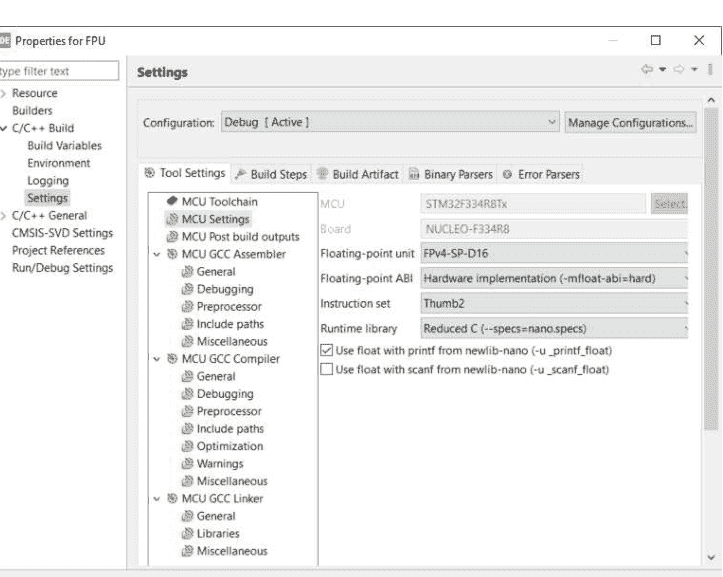 DE Properties for FPU
type filter text
Resource
Builders
C/C++ Build
Build Variables
Environment
Logging
Settings
C/C++ General
CMSIS-SVD Settings
Project References
Run/Debug Settings
Settings
Configuration: Debug [ Active ] Manage Configurations...
Tool Settings Build Steps Build Artifact Binary Parsers Error Parsers
MCU Toolchain
MCU Settings
MCU Post build outputs
MCU GCC Assembler
General
Debugging
Preprocessor
Include paths
Miscellaneous
MCU GCC Compiler
General
Debugging
Preprocessor
Include paths
Optimization
Warnings
Miscellaneous
MCU GCC Linker
General
Libraries
Miscellaneous
MCU STM32F334R8Tx Select.
Board NUCLEO-F334R8
Floating-point unit FPv4-SP-D16
Floating-point ABI Hardware implementation (-mfloat-abi=hard)
Instruction set Thumb2
Runtime library Reduced C (--specs=nano.specs)
Use float with printf from newlib-nano (-u _printf_float)
Use float with scanf from newlib-nano (-u _scanf_float)